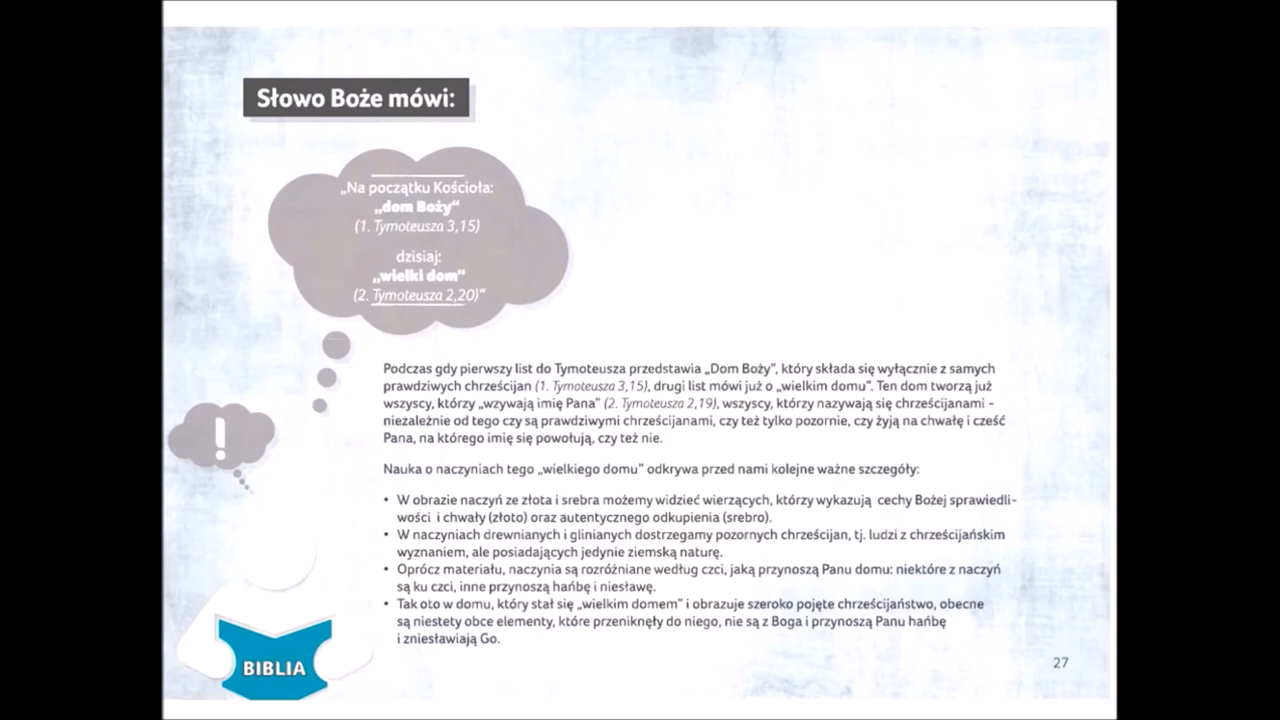 Słowo Boże mówi:
„Na początku Kościoła:
„dom Boży“
(1. Tymoteusza 3,15)
dzisiaj:
„wielki dom“
(2. Tymoteusza 2,20)“
Podczas gdy pierwszy list do Tymoteusza przedstawia „Dom Boży“, który składa się wyłącznie z samych
prawdziwych chrześcijan (1. Tymoteusza 3,15), drugi list mówi już o „wielkim domu“. Ten dom tworzą już
wszyscy, którzy „wzywają imię Pana“ (2. Tymoteusza 2,19), wszyscy, którzy nazywają się chrześcijanami -
niezależnie od tego czy są prawdziwymi chrześcijanami, czy też tylko pozornie, czy żyją na chwałę i cześć
Pana, na którego imię się powołują, czy też nie.
Nauka o naczyniach tego „wielkiego domu“ odkrywa przed nami kolejne ważne szczegóły:
• W obrazie naczyń ze złota i srebra możemy widzieć wierzących, którzy wykazują cechy Bożej sprawiedli-
wości i chwały (złoto) oraz autentycznego odkupienia (srebro).
• W naczyniach drewnianych i glinianych dostrzegamy pozornych chrześcijan, tj. ludzi z chrześcijańskim
wyznaniem, ale posiadających jedynie ziemską naturę.
• Oprócz materiału, naczynia są rozróżniane według czci, jaką przynoszą Panu domu: niektóre z naczyń
są ku czci, inne przynoszą hańbę i niesławę.
• Tak oto w domu, który stał się „wielkim domem“ i obrazuje szeroko pojęte chrześcijaństwo, obecne
są niestety obce elementy, które przeniknęły do niego, nie są z Boga i przynoszą Panu hańbę
i zniesławiają Go.
!
BIBLIA
27